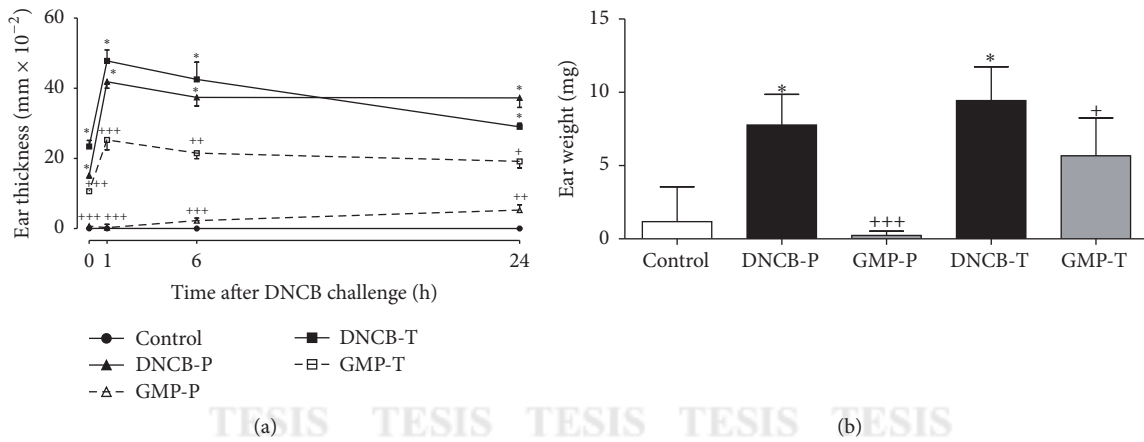 60
40
20
0
Ear thickness (mm × 10⁻²)
* * * * * * * *
+++ +++ ++ +
+++ +++ +++ ++
0 1 6 24
Time after DNCB challenge (h)
Control
DNCB-P
GMP-P
DNCB-T
GMP-T
(a)
15
10
5
0
Ear weight (mg)
* +++ * +
Control DNCB-P GMP-P DNCB-T GMP-T
(b)
TESIS TESIS TESIS TESIS TESIS